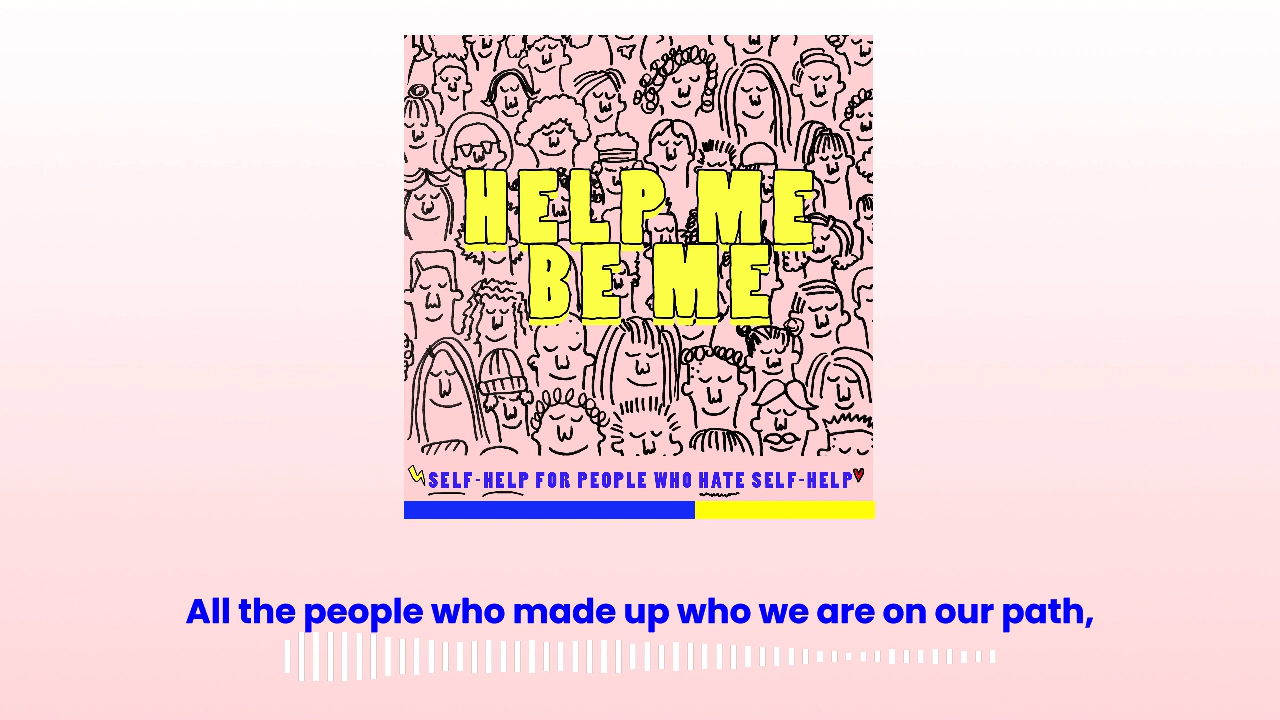 HELP ME
BE ME
SELF-HELP FOR PEOPLE WHO HATE SELF-HELP
All the people who made up who we are on our path,